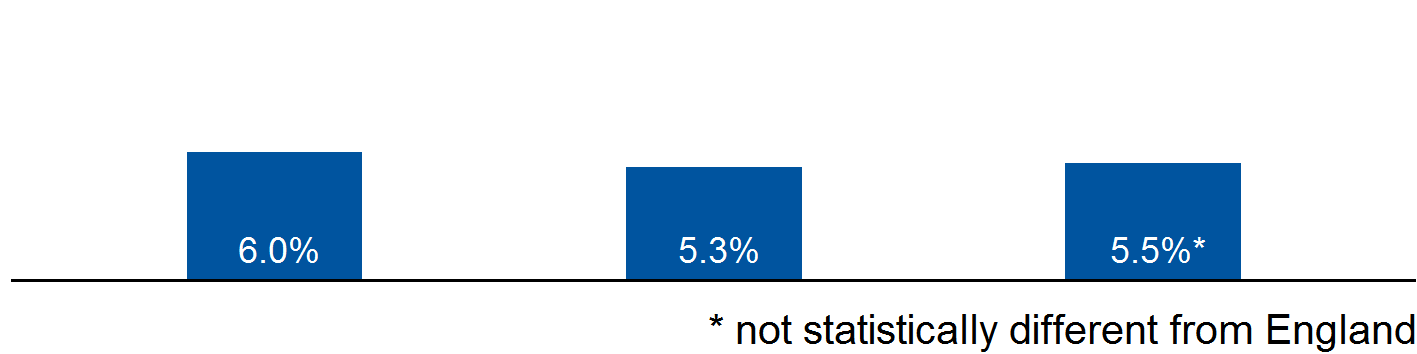 6.0% 5.3% 5.5%*
* not statistically different from England